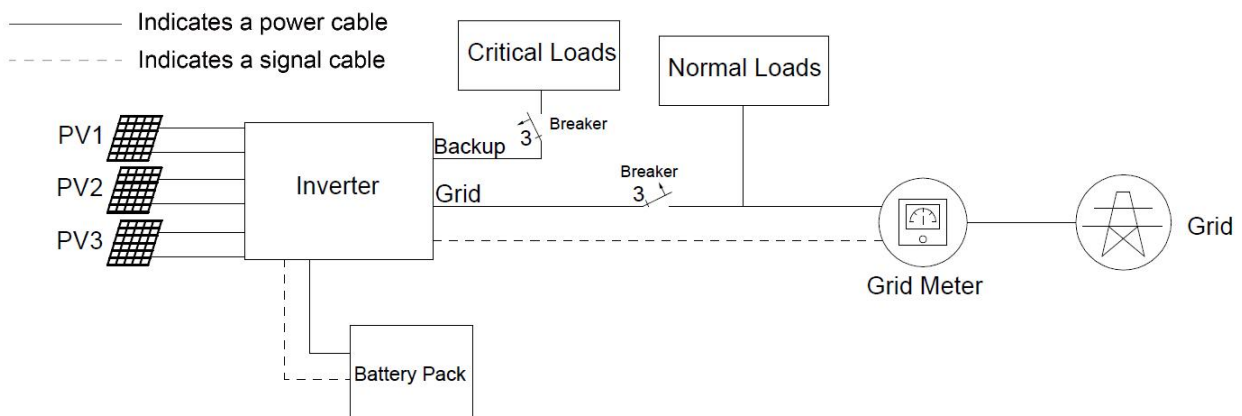 Indicates a power cable
Indicates a signal cable
Critical Loads
Normal Loads
Breaker
3
PV1
Backup
Breaker
3
PV2
Inverter
Grid
PV3
Grid
Grid Meter
Battery Pack